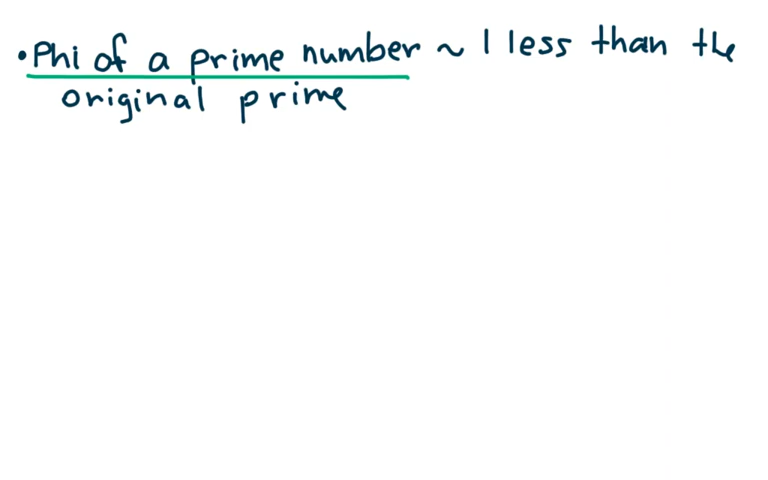 •Phi of a prime number ~ 1 less than the
original prime